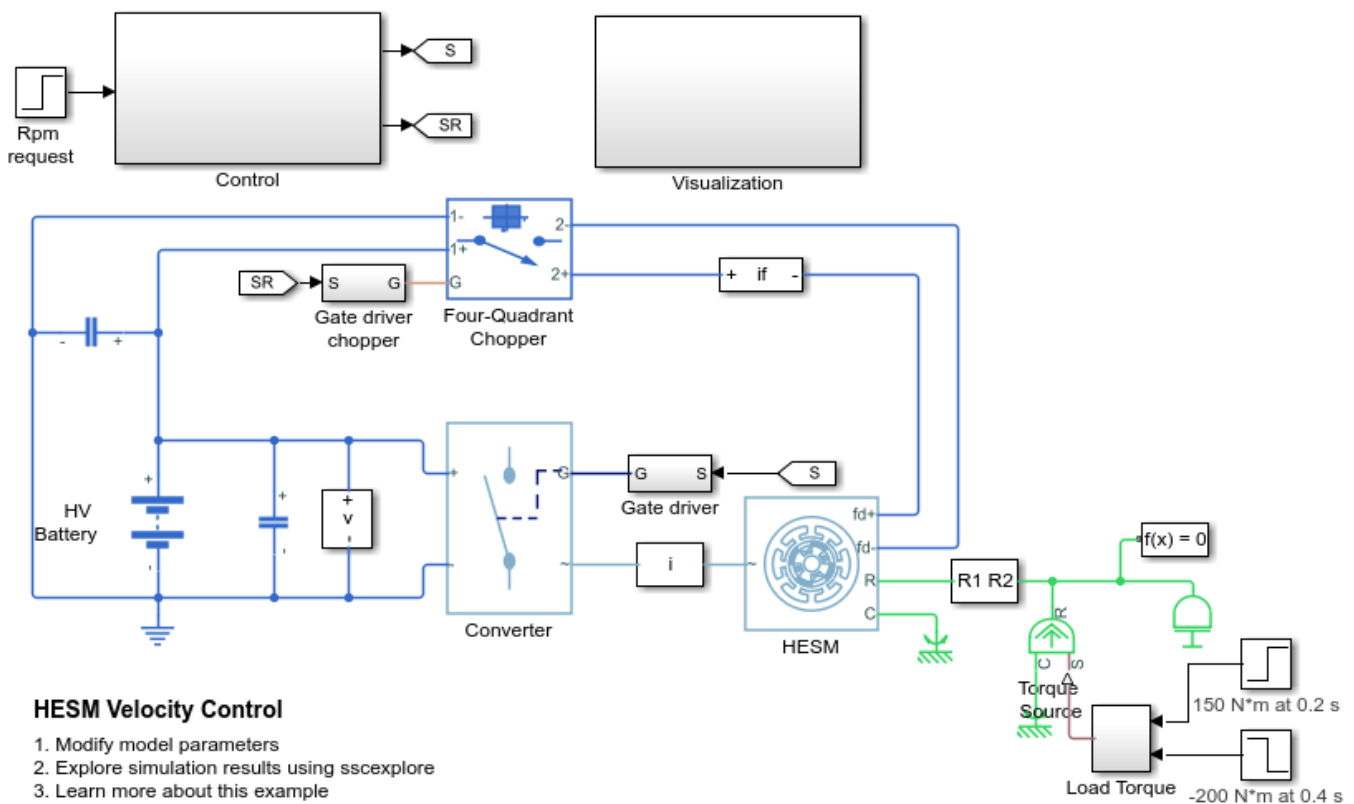 Rpm
request
Control
S
SR
Visualization
1-
1+
G
2-
2+
SR
S G
Gate driver
chopper
Four-Quadrant
Chopper
+ if -
- +
HV
Battery
+
-
+
-
+
v
-
+
-
G
~
Converter
G S
Gate driver
S
i
~
fd+
fd-
R
C
HESM
R1 R2
f(x) = 0
R
C
S
Torque
Source
Load Torque
150 N*m at 0.2 s
-200 N*m at 0.4 s
HESM Velocity Control
1. Modify model parameters
2. Explore simulation results using sscexplore
3. Learn more about this example